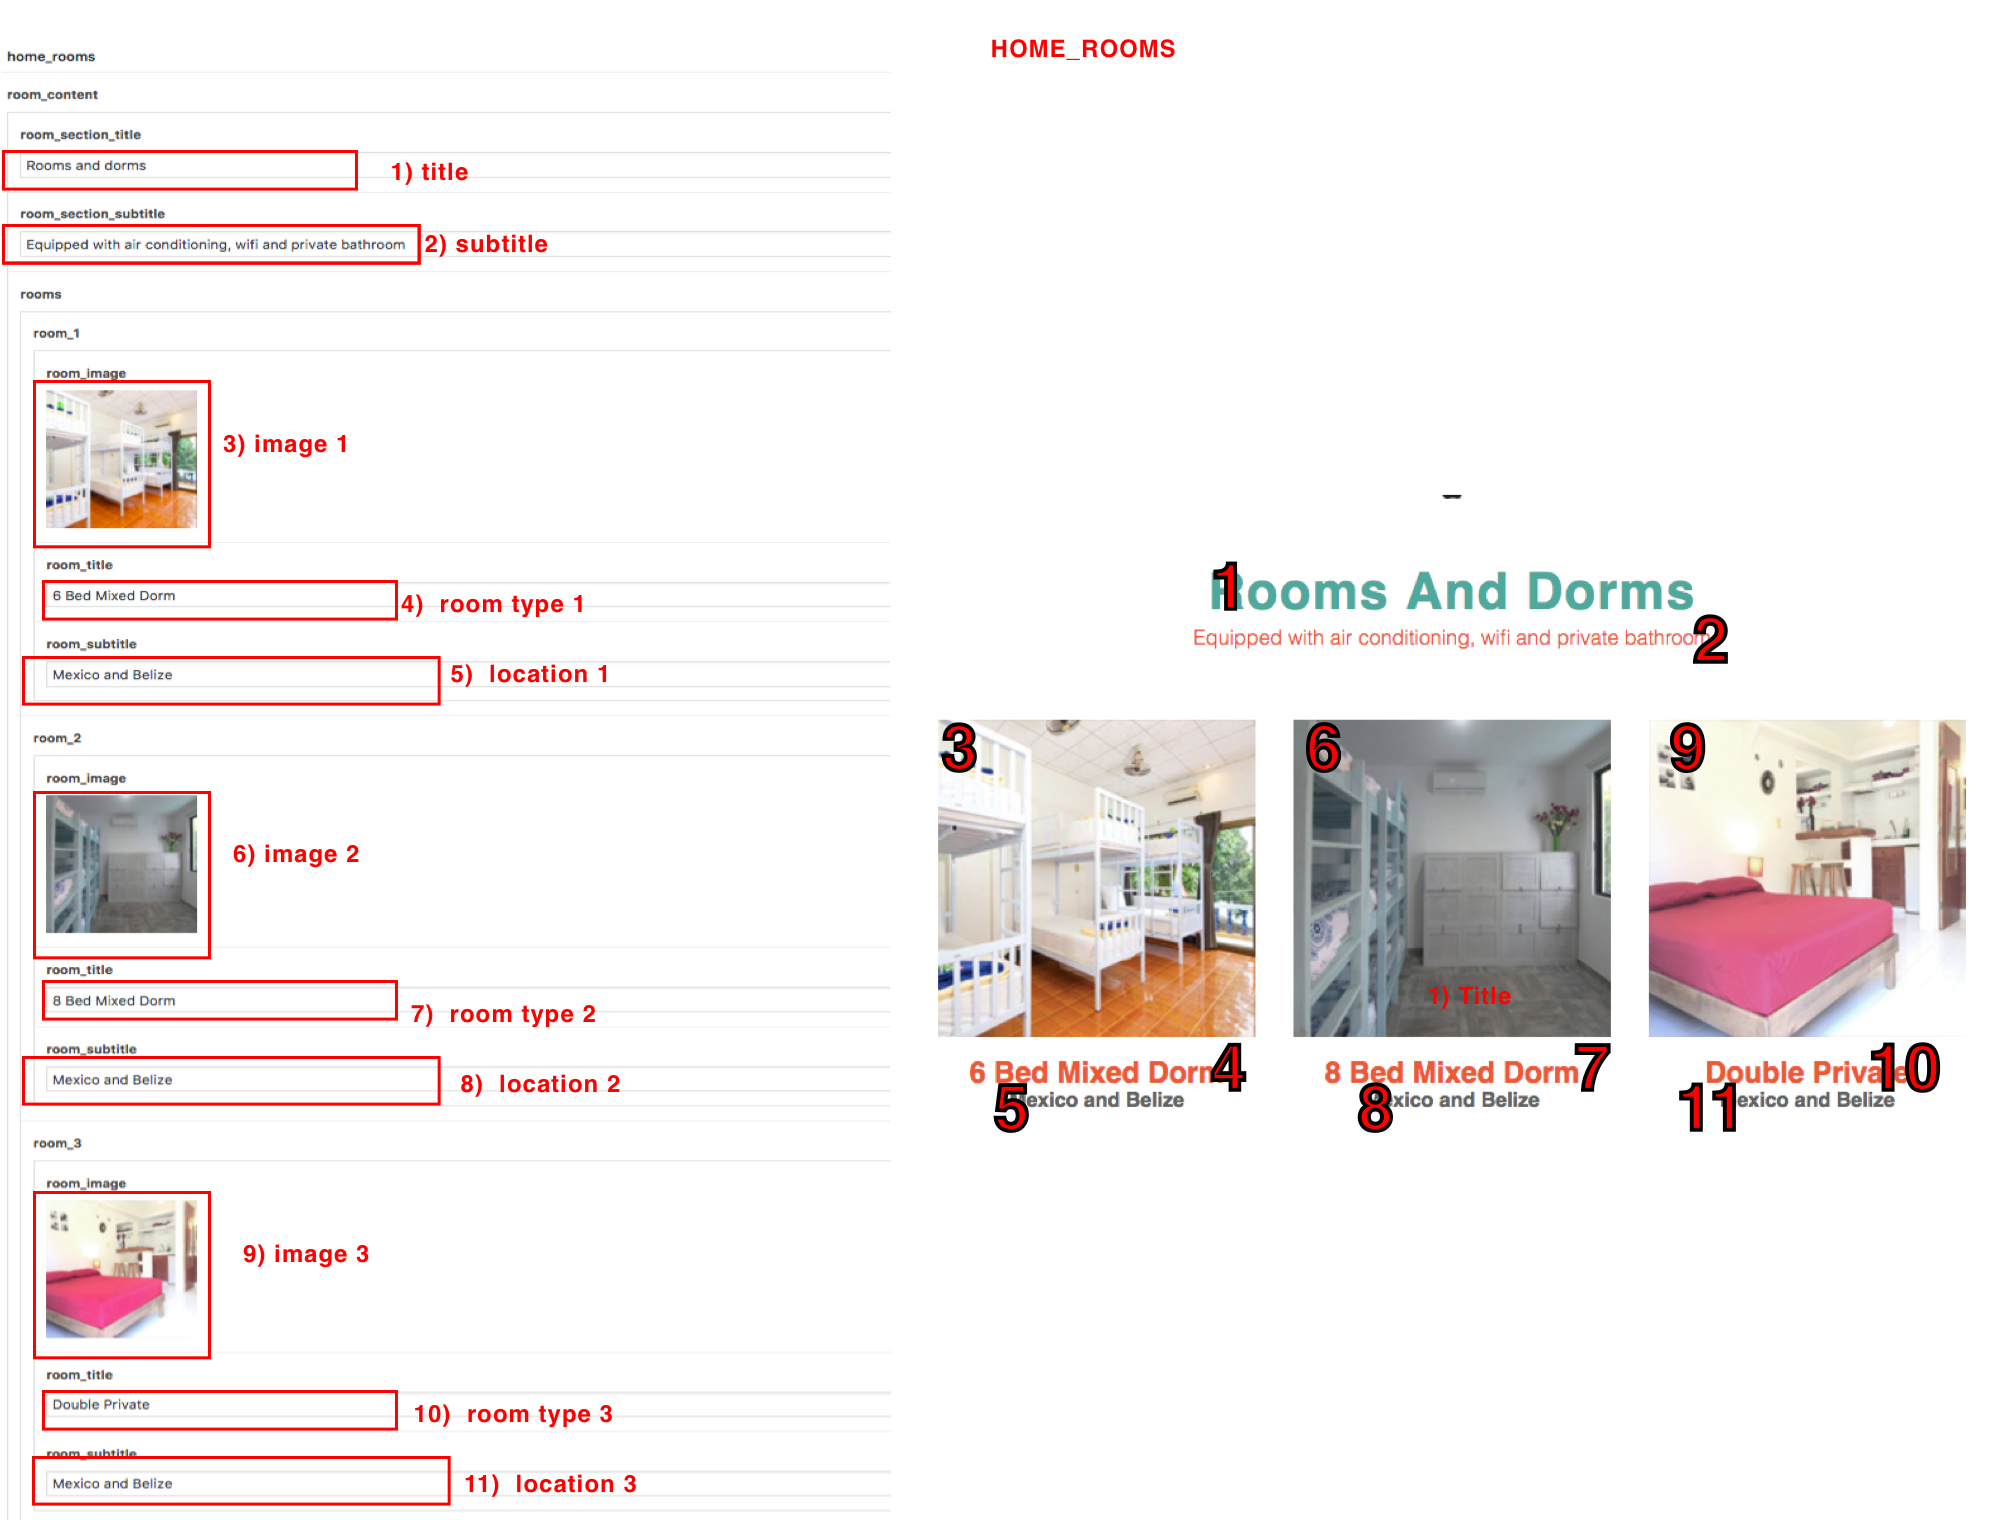 home_rooms
room_content
room_section_title
Rooms and dorms
1) title
room_section_subtitle
Equipped with air conditioning, wifi and private bathroom
2) subtitle
rooms
room_1
room_image
3) image 1
room_title
6 Bed Mixed Dorm
4) room type 1
room_subtitle
Mexico and Belize
5) location 1
room_2
room_image
6) image 2
room_title
8 Bed Mixed Dorm
7) room type 2
room_subtitle
Mexico and Belize
8) location 2
room_3
room_image
9) image 3
room_title
Double Private
10) room type 3
room_subtitle
Mexico and Belize
11) location 3
HOME_ROOMS
1
Rooms And Dorms
Equipped with air conditioning, wifi and private bathroom
2
3
6
9
1) Title
6 Bed Mixed Dorm
4
5
Mexico and Belize
8 Bed Mixed Dorm
7
8
Mexico and Belize
Double Private
10
11
Mexico and Belize